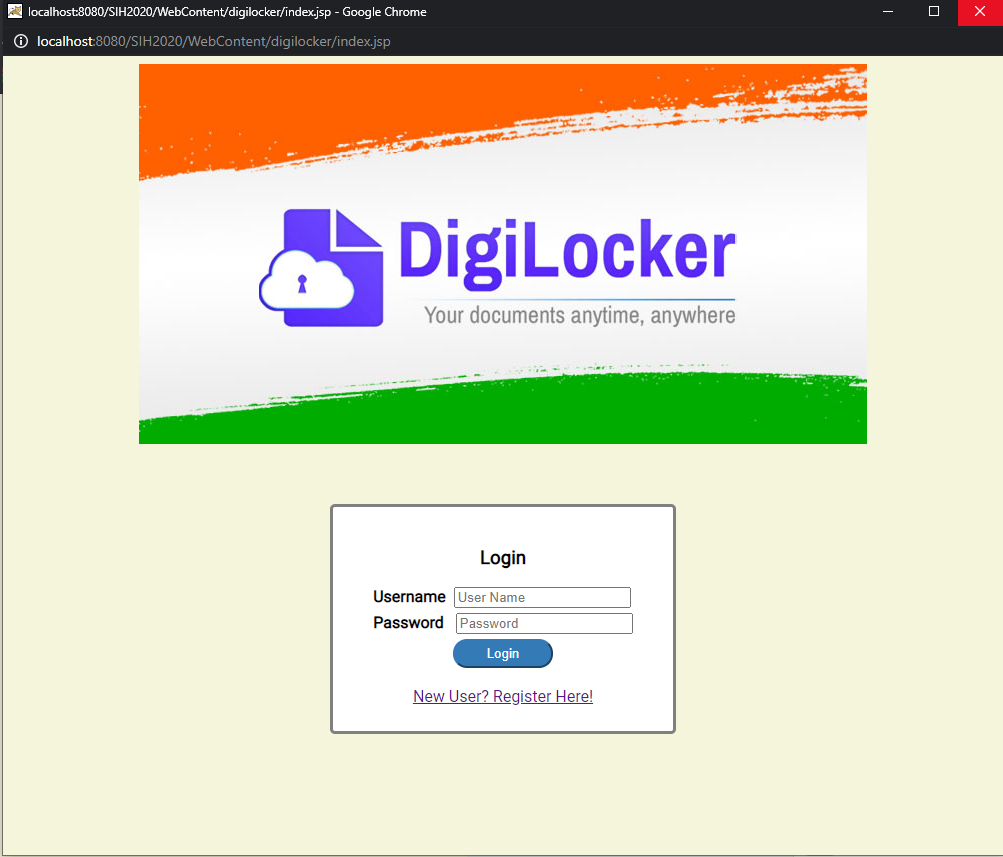 localhost:8080/SIH2020/WebContent/digilocker/index.jsp - Google Chrome
localhost:8080/SIH2020/WebContent/digilocker/index.jsp
DigiLocker
Your documents anytime, anywhere
Login
Username User Name
Password Password
Login
New User? Register Here!